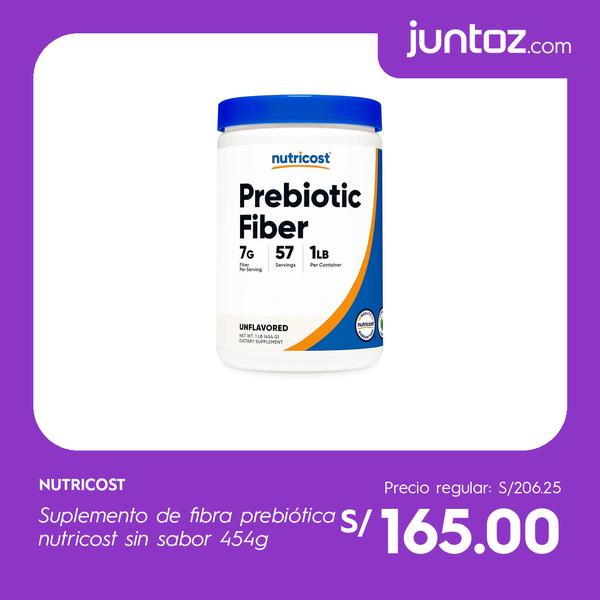 juntoz.com
nutricost
Prebiotic
Fiber
7G 57 1LB
Fiber Per Serving Servings Per Container
UNFLAVORED
NET WT. 1 LB (454 G)
DIETARY SUPPLEMENT
nutricost
NUTRICOST
Precio regular: S/206.25
Suplemento de fibra prebiótica
nutricost sin sabor 454g
S/165.00